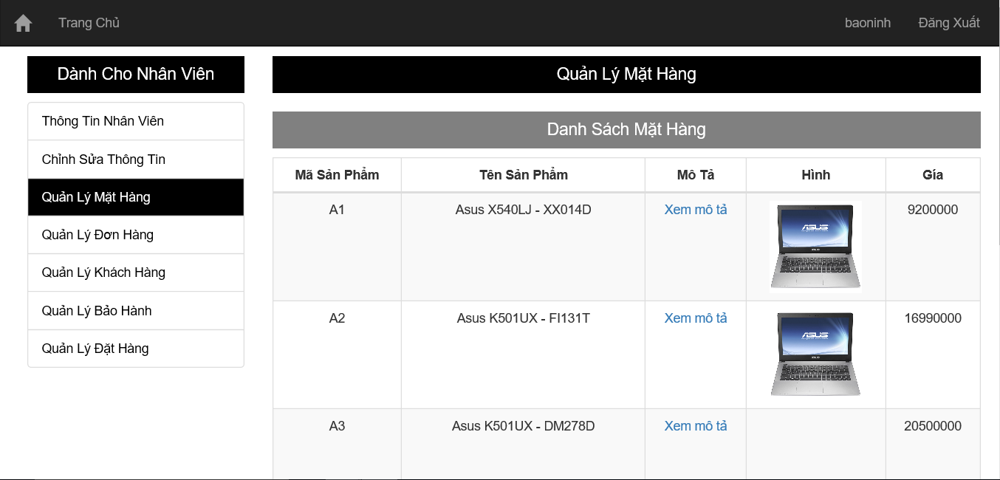 Trang Chủ
baoninh
Đăng Xuất
Dành Cho Nhân Viên
Thông Tin Nhân Viên
Chỉnh Sửa Thông Tin
Quản Lý Mặt Hàng
Quản Lý Đơn Hàng
Quản Lý Khách Hàng
Quản Lý Bảo Hành
Quản Lý Đặt Hàng
Quản Lý Mặt Hàng
Danh Sách Mặt Hàng
Mã Sản Phẩm Tên Sản Phẩm Mô Tả Hình Gía
A1 Asus X540LJ - XX014D Xem mô tả 9200000
ASUS
A2 Asus K501UX - FI131T Xem mô tả 16990000
ASUS
A3 Asus K501UX - DM278D Xem mô tả 20500000